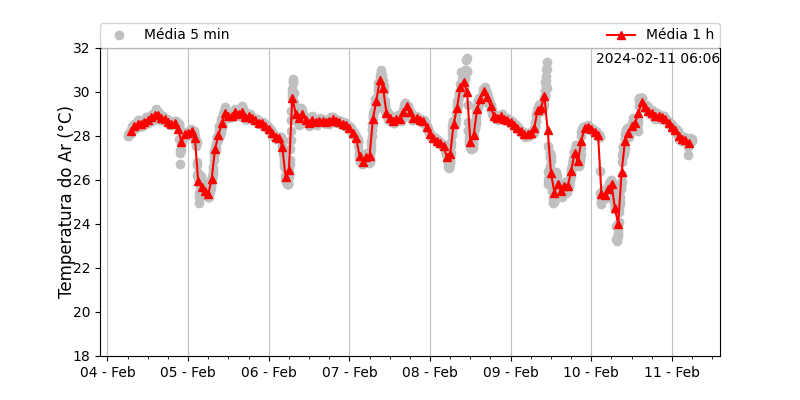 Média 5 min
Média 1 h
2024-02-11 06:06
Temperatura do Ar (°C)
32
30
28
26
24
22
20
18
04 - Feb
05 - Feb
06 - Feb
07 - Feb
08 - Feb
09 - Feb
10 - Feb
11 - Feb